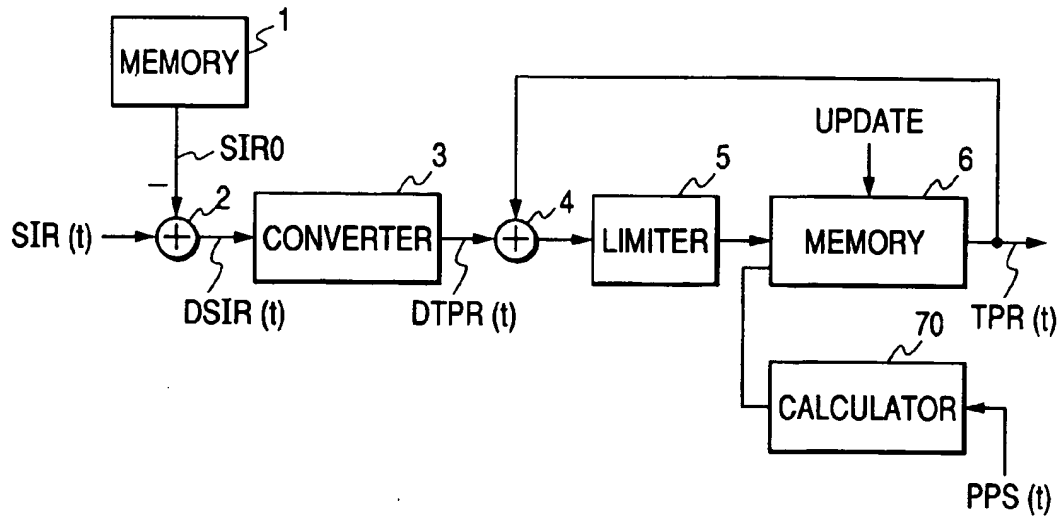 1
MEMORY
SIR0
UPDATE
3
5
6
−
2
4
SIR (t)
CONVERTER
LIMITER
MEMORY
DSIR (t)
DTPR (t)
TPR (t)
70
CALCULATOR
PPS (t)